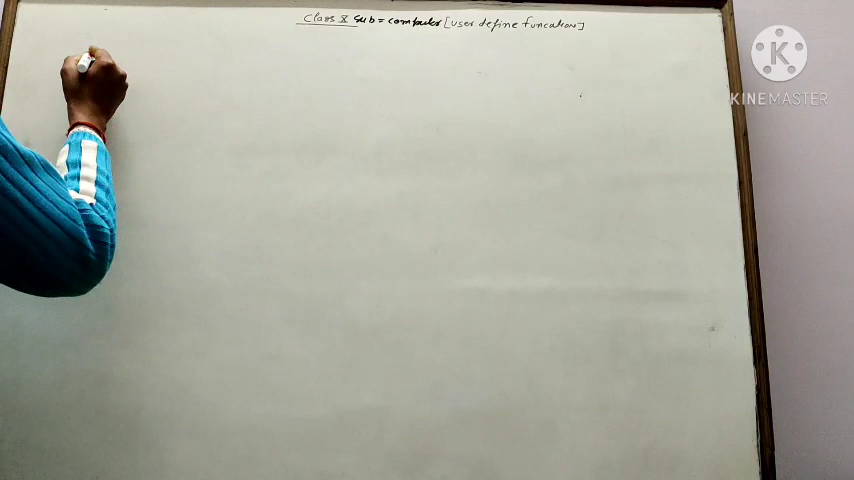 Class X Sub = computer [user define funcation]
K
KINEMASTER